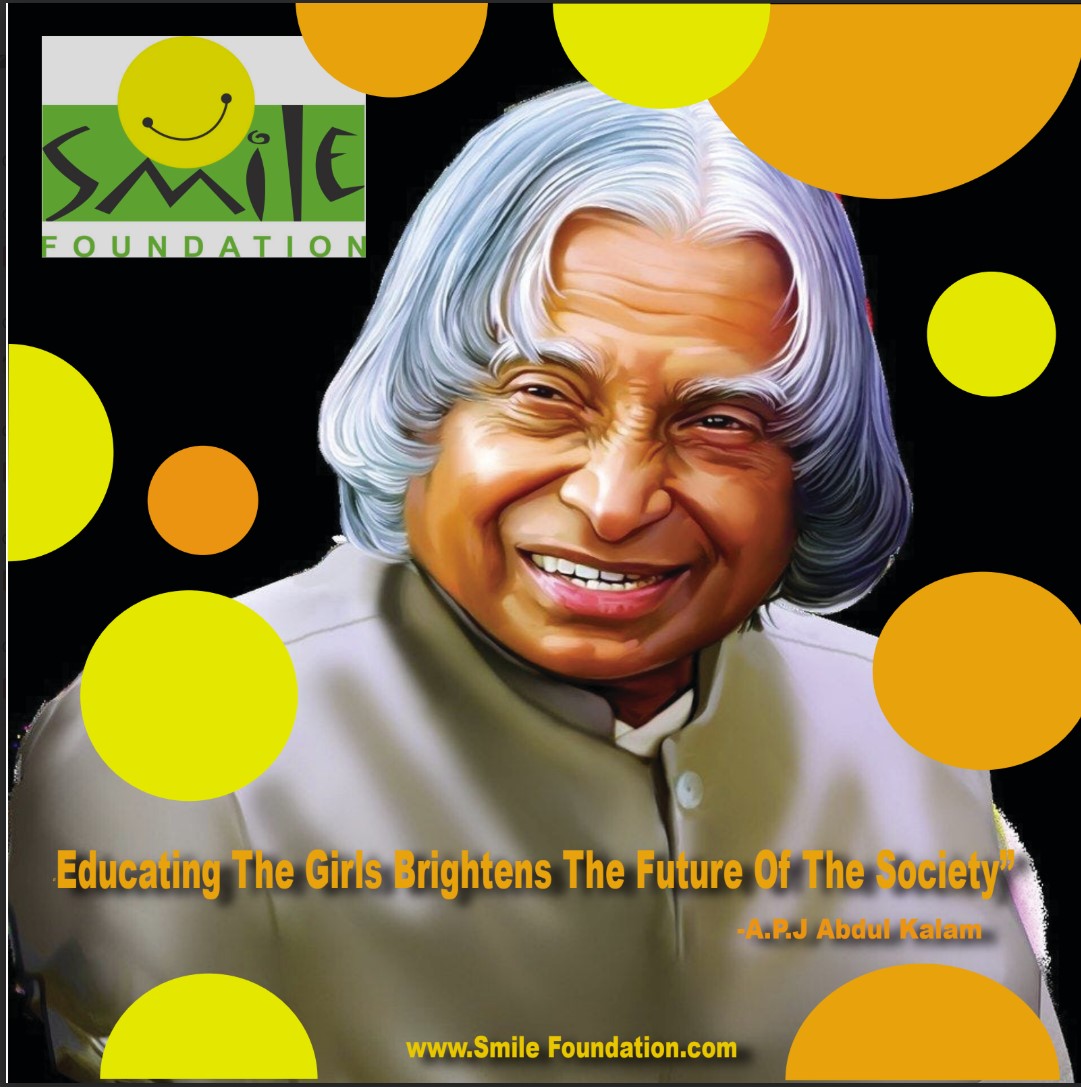 SMiLE
FOUNDATION
Educating The Girls Brightens The Future Of The Society”
-A.P.J Abdul Kalam
www.Smile Foundation.com